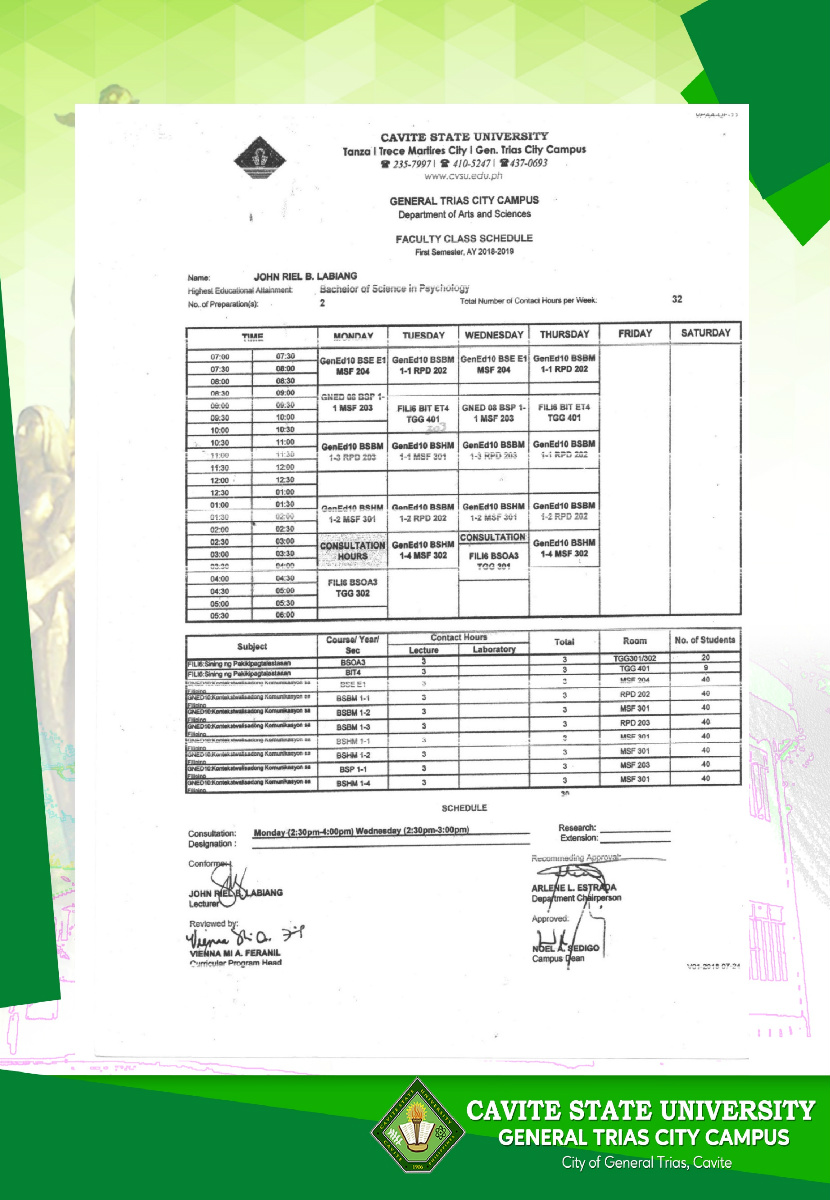 CAVITE STATE UNIVERSITY
Tanza | Trece Martires City | Gen. Trias City Campus
☎ 235-7997 | ☎ 410-5247 | ☎437-0693
www.cvsu.edu.ph
GENERAL TRIAS CITY CAMPUS
Department of Arts and Sciences
FACULTY CLASS SCHEDULE
First Semester, AY 2018-2019
Name: JOHN RIEL B. LABIANG
Highest Educational Attainment: Bachelor of Science in Psychology
No. of Preparation(s): 2 Total Number of Contact Hours per Week: 32
TIME MONDAY TUESDAY WEDNESDAY THURSDAY FRIDAY SATURDAY
07:00 07:30
GenEd10 BSE E1 GenEd10 BSBM GenEd10 BSE E1 GenEd10 BSBM
07:30 08:00
MSF 204 1-1 RPD 202 MSF 204 1-1 RPD 202
08:00 08:30
08:30 09:00
GNED 08 BSP 1-
09:00 09:30
1 MSF 203 FILI6 BIT ET4 GNED 08 BSP 1- FILI6 BIT ET4
09:30 10:00
TGG 401 1 MSF 203 TGG 401
10:00 10:30
203
10:30 11:00
GenEd10 BSBM GenEd10 BSHM GenEd10 BSBM GenEd10 BSBM
11:00 11:30
1-3 RPD 203 1-1 MSF 301 1-3 RPD 203 1-1 RPD 202
11:30 12:00
12:00 12:30
12:30 01:00
01:00 01:30
GenEd10 BSHM GenEd10 BSBM GenEd10 BSHM GenEd10 BSBM
01:30 02:00
1-2 MSF 301 1-2 RPD 202 1-2 MSF 301 1-2 RPD 202
02:00 02:30
02:30 03:00
CONSULTATION GenEd10 BSHM CONSULTATION GenEd10 BSHM
03:00 03:30
HOURS 1-4 MSF 302 FILI6 BSOA3 1-4 MSF 302
03:30 04:00
TGG 301
04:00 04:30
FILI6 BSOA3
04:30 05:00
TGG 302
05:00 05:30
05:30 06:00
Subject Course/ Year/ Sec Contact Hours Total Room No. of Students
Lecture Laboratory
FILI6:Sining ng Pakikipagtalastasan BSOA3 3 3 TGG301/302 20
FILI6:Sining ng Pakikipagtalastasan BIT4 3 3 TGG 401 9
GNED10:Kontekstwalisadong Komunikasyon sa Filipino BSE E1 3 3 MSF 204 40
GNED10:Kontekstwalisadong Komunikasyon sa Filipino BSBM 1-1 3 3 RPD 202 40
GNED10:Kontekstwalisadong Komunikasyon sa Filipino BSBM 1-2 3 3 MSF 301 40
GNED10:Kontekstwalisadong Komunikasyon sa Filipino BSBM 1-3 3 3 RPD 203 40
GNED10:Kontekstwalisadong Komunikasyon sa Filipino BSHM 1-1 3 3 MSF 301 40
GNED10:Kontekstwalisadong Komunikasyon sa Filipino BSHM 1-2 3 3 MSF 301 40
GNED10:Kontekstwalisadong Komunikasyon sa Filipino BSP 1-1 3 3 MSF 203 40
GNED10:Kontekstwalisadong Komunikasyon sa Filipino BSHM 1-4 3 3 MSF 301 40
30
SCHEDULE
Consultation: Monday (2:30pm-4:00pm) Wednesday (2:30pm-3:00pm) Research:
Designation : Extension:
Conforme: Recommeding Approval:
JOHN RIEL B. LABIANG ARLENE L. ESTRADA
Lecturer Department Chairperson
Reviewed by: Approved:
VIENNA MI A. FERANIL NOEL A. SEDIGO
Curricular Program Head Campus Dean
V01-2018-07-24
CAVITE STATE UNIVERSITY
GENERAL TRIAS CITY CAMPUS
City of General Trias, Cavite